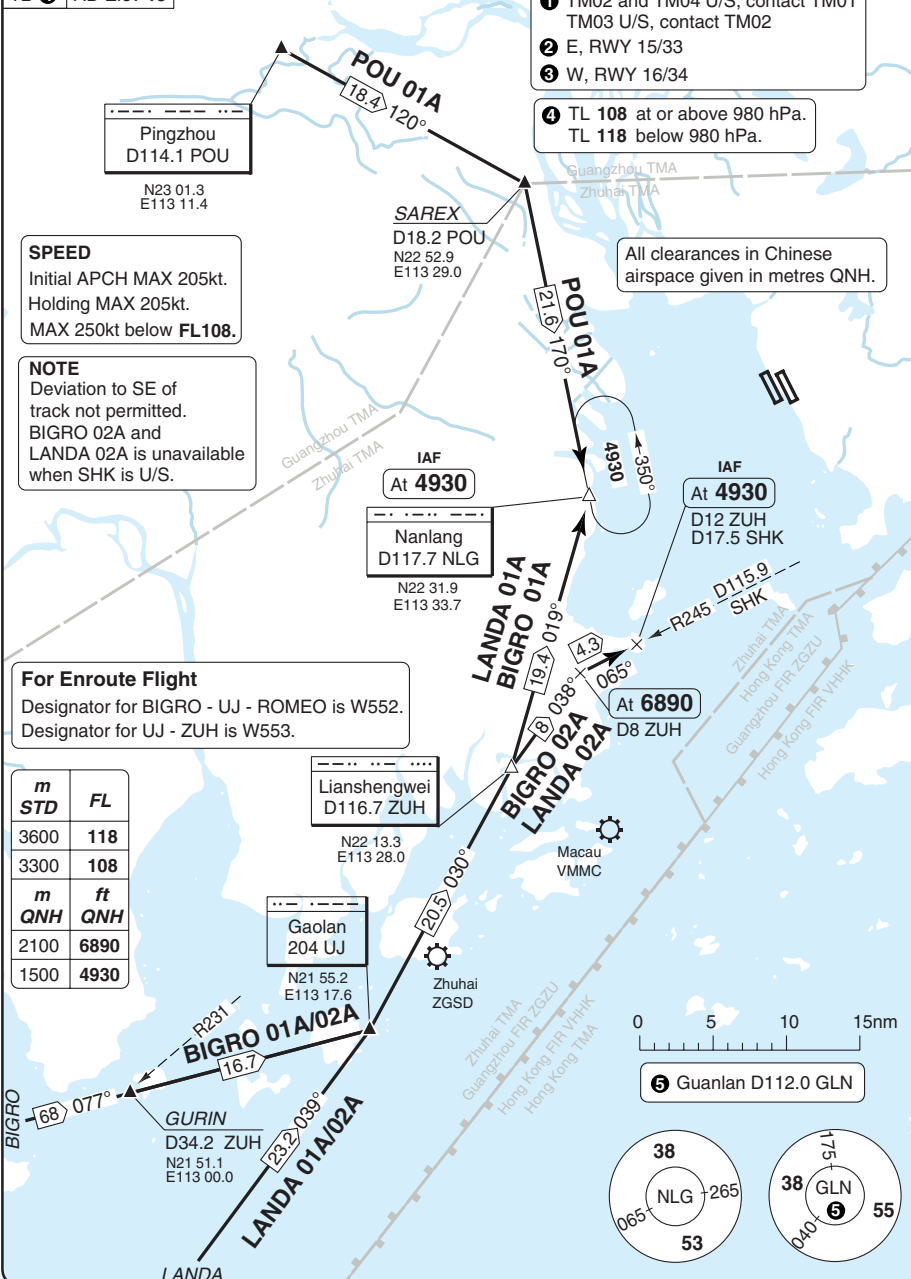 ❶ TM02 and TM04 U/S, contact TM01
TM03 U/S, contact TM02
❷ E, RWY 15/33
❸ W, RWY 16/34
❹ TL 108 at or above 980 hPa.
TL 118 below 980 hPa.
POU 01A
18.4 120°
Pingzhou
D114.1 POU
N23 01.3
E113 11.4
Guangzhou TMA
Zhuhai TMA
SAREX
D18.2 POU
N22 52.9
E113 29.0
SPEED
Initial APCH MAX 205kt.
Holding MAX 205kt.
MAX 250kt below FL108.
All clearances in Chinese
airspace given in metres QNH.
POU 01A
21.6 170°
NOTE
Deviation to SE of
track not permitted.
BIGRO 02A and
LANDA 02A is unavailable
when SHK is U/S.
Guangzhou TMA
Zhuhai TMA
4930
350°
IAF
At 4930
Nanlang
D117.7 NLG
N22 31.9
E113 33.7
IAF
At 4930
D12 ZUH
D17.5 SHK
R245 D115.9
SHK
LANDA 01A
BIGRO 01A
19.4 019°
4.3
065°
8 038°
At 6890
D8 ZUH
BIGRO 02A
LANDA 02A
Zhuhai TMA
Hong Kong TMA
Guangzhou FIR ZGZU
Hong Kong FIR VHHK
For Enroute Flight
Designator for BIGRO - UJ - ROMEO is W552.
Designator for UJ - ZUH is W553.
Lianshengwei
D116.7 ZUH
N22 13.3
E113 28.0
m STD FL
3600 118
3300 108
m QNH ft QNH
2100 6890
1500 4930
Macau
VMMC
20.5 030°
Gaolan
204 UJ
N21 55.2
E113 17.6
Zhuhai
ZGSD
Zhuhai TMA
Guangzhou FIR ZGZU
Hong Kong FIR VHHK
Hong Kong TMA
R231
BIGRO 01A/02A
16.7
BIGRO
68 077°
GURIN
D34.2 ZUH
N21 51.1
E113 00.0
23.2 039°
LANDA 01A/02A
LANDA
0 5 10 15nm
❺ Guanlan D112.0 GLN
38
NLG
265
065
53
175
38
GLN
❺
55
040